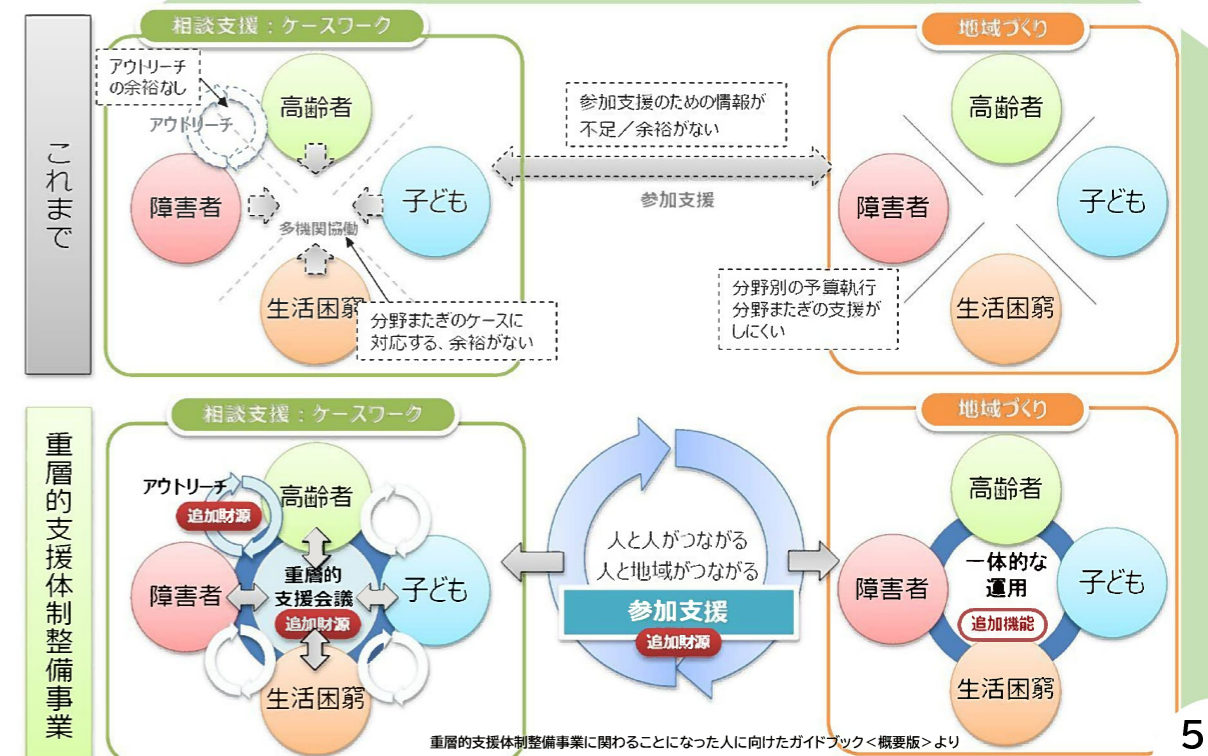 これまで
相談支援：ケースワーク
アウトリーチ
の余裕なし
アウトリーチ
高齢者
障害者
子ども
多機関協働
生活困窮
分野またぎのケースに
対応する、余裕がない
参加支援のための情報が
不足／余裕がない
参加支援
地域づくり
高齢者
障害者
子ども
生活困窮
分野別の予算執行
分野またぎの支援が
しにくい
重層的支援体制整備事業
相談支援：ケースワーク
アウトリーチ
追加財源
高齢者
障害者
重層的
支援会議
追加財源
子ども
生活困窮
人と人がつながる
人と地域がつながる
参加支援
追加財源
地域づくり
高齢者
障害者
一体的な
運用
追加機能
子ども
生活困窮
重層的支援体制整備事業に関わることになった人に向けたガイドブック＜概要版＞より
5